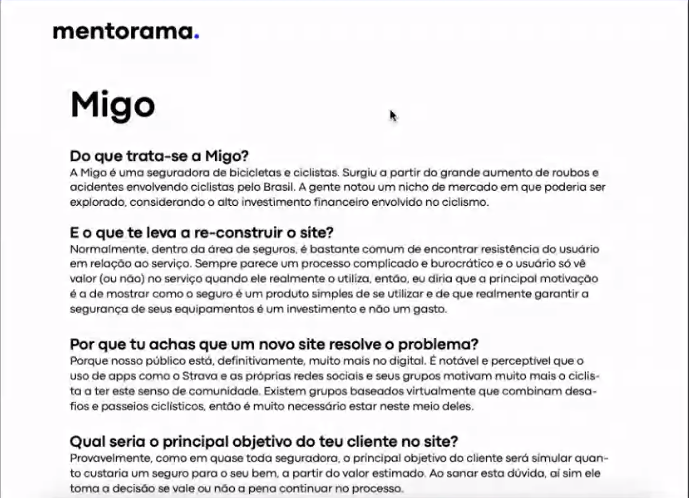 mentorama.
Migo
Do que trata-se a Migo?
A Migo é uma seguradora de bicicletas e ciclistas. Surgiu a partir do grande aumento de roubos e
acidentes envolvendo ciclistas pelo Brasil. A gente notou um nicho de mercado em que poderia ser
explorado, considerando o alto investimento financeiro envolvido no ciclismo.
E o que te leva a re-construir o site?
Normalmente, dentro da área de seguros, é bastante comum de encontrar resistência do usuário
em relação ao serviço. Sempre parece um processo complicado e burocrático e o usuário só vê
valor (ou não) no serviço quando ele realmente o utiliza, então, eu diria que a principal motivação
é a de mostrar como o seguro é um produto simples de se utilizar e de que realmente garantir a
segurança de seus equipamentos é um investimento e não um gasto.
Por que tu achas que um novo site resolve o problema?
Porque nosso público está, definitivamente, muito mais no digital. É notável e perceptível que o
uso de apps como o Strava e as próprias redes sociais e seus grupos motivam muito mais o ciclis-
ta a ter este senso de comunidade. Existem grupos baseados virtualmente que combinam desa-
fios e passeios ciclísticos, então é muito necessário estar neste meio deles.
Qual seria o principal objetivo do teu cliente no site?
Provavelmente, como em quase toda seguradora, o principal objetivo do cliente será simular quan-
to custaria um seguro para o seu bem, a partir do valor estimado. Ao sanar esta dúvida, aí sim ele
toma a decisão se vale ou não a pena continuar no processo.